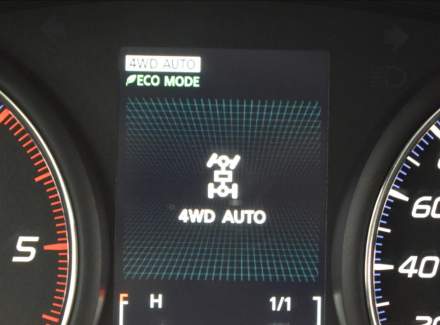 4WD AUTO
ECO MODE
4WD AUTO
5
60
40
F H 1/1